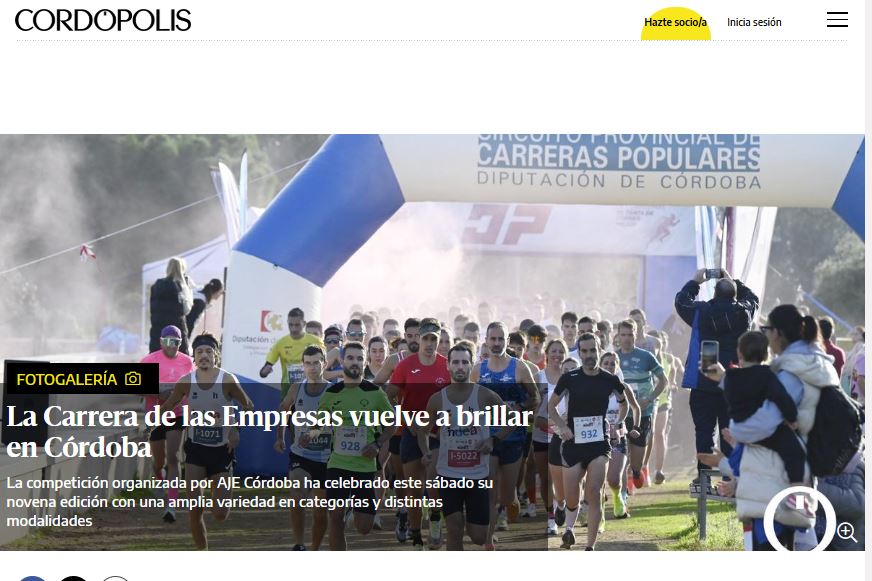 CORDÓPOLIS
Hazte socio/a
Inicia sesión
CIRCUITO PROVINCIAL
CARRERAS POPULARES
DIPUTACIÓN DE CÓRDOBA
FOTOGALERÍA
La Carrera de las Empresas vuelve a brillar
en Córdoba
La competición organizada por AJE Córdoba ha celebrado este sábado su
novena edición con una amplia variedad en categorías y distintas
modalidades
Diputación d
I-1071
1044
928
I-5022
932